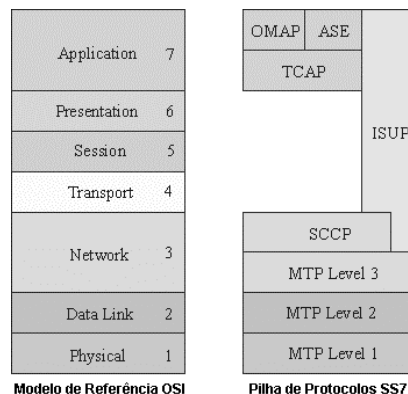 Application 7
Presentation 6
Session 5
Transport 4
Network 3
Data Link 2
Physical 1
Modelo de Referência OSI
OMAP ASE
TCAP
ISUP
SCCP
MTP Level 3
MTP Level 2
MTP Level 1
Pilha de Protocolos SS7